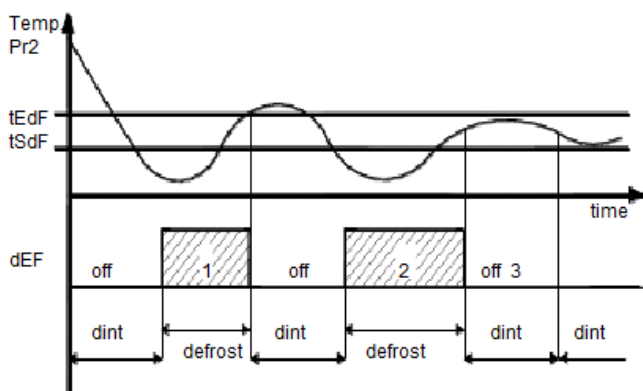 Temp
Pr2
tEdF
tSdF
time
dEF off 1 off 2 off 3
dint dint dint dint
defrost defrost